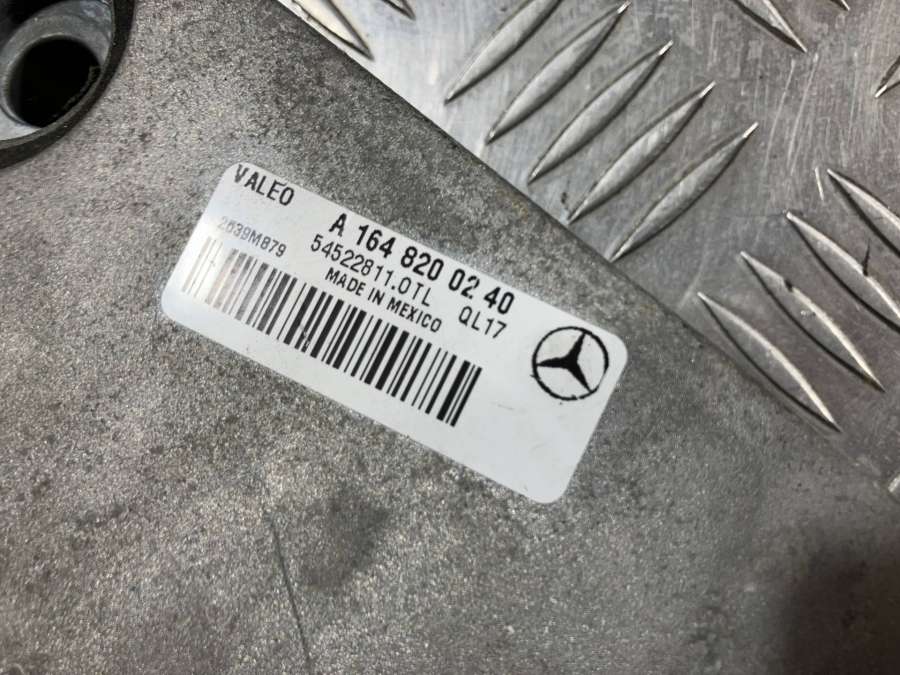 VALEO
A 164 820 02 40
2639M879 54522811.0TL QL17
MADE IN MEXICO